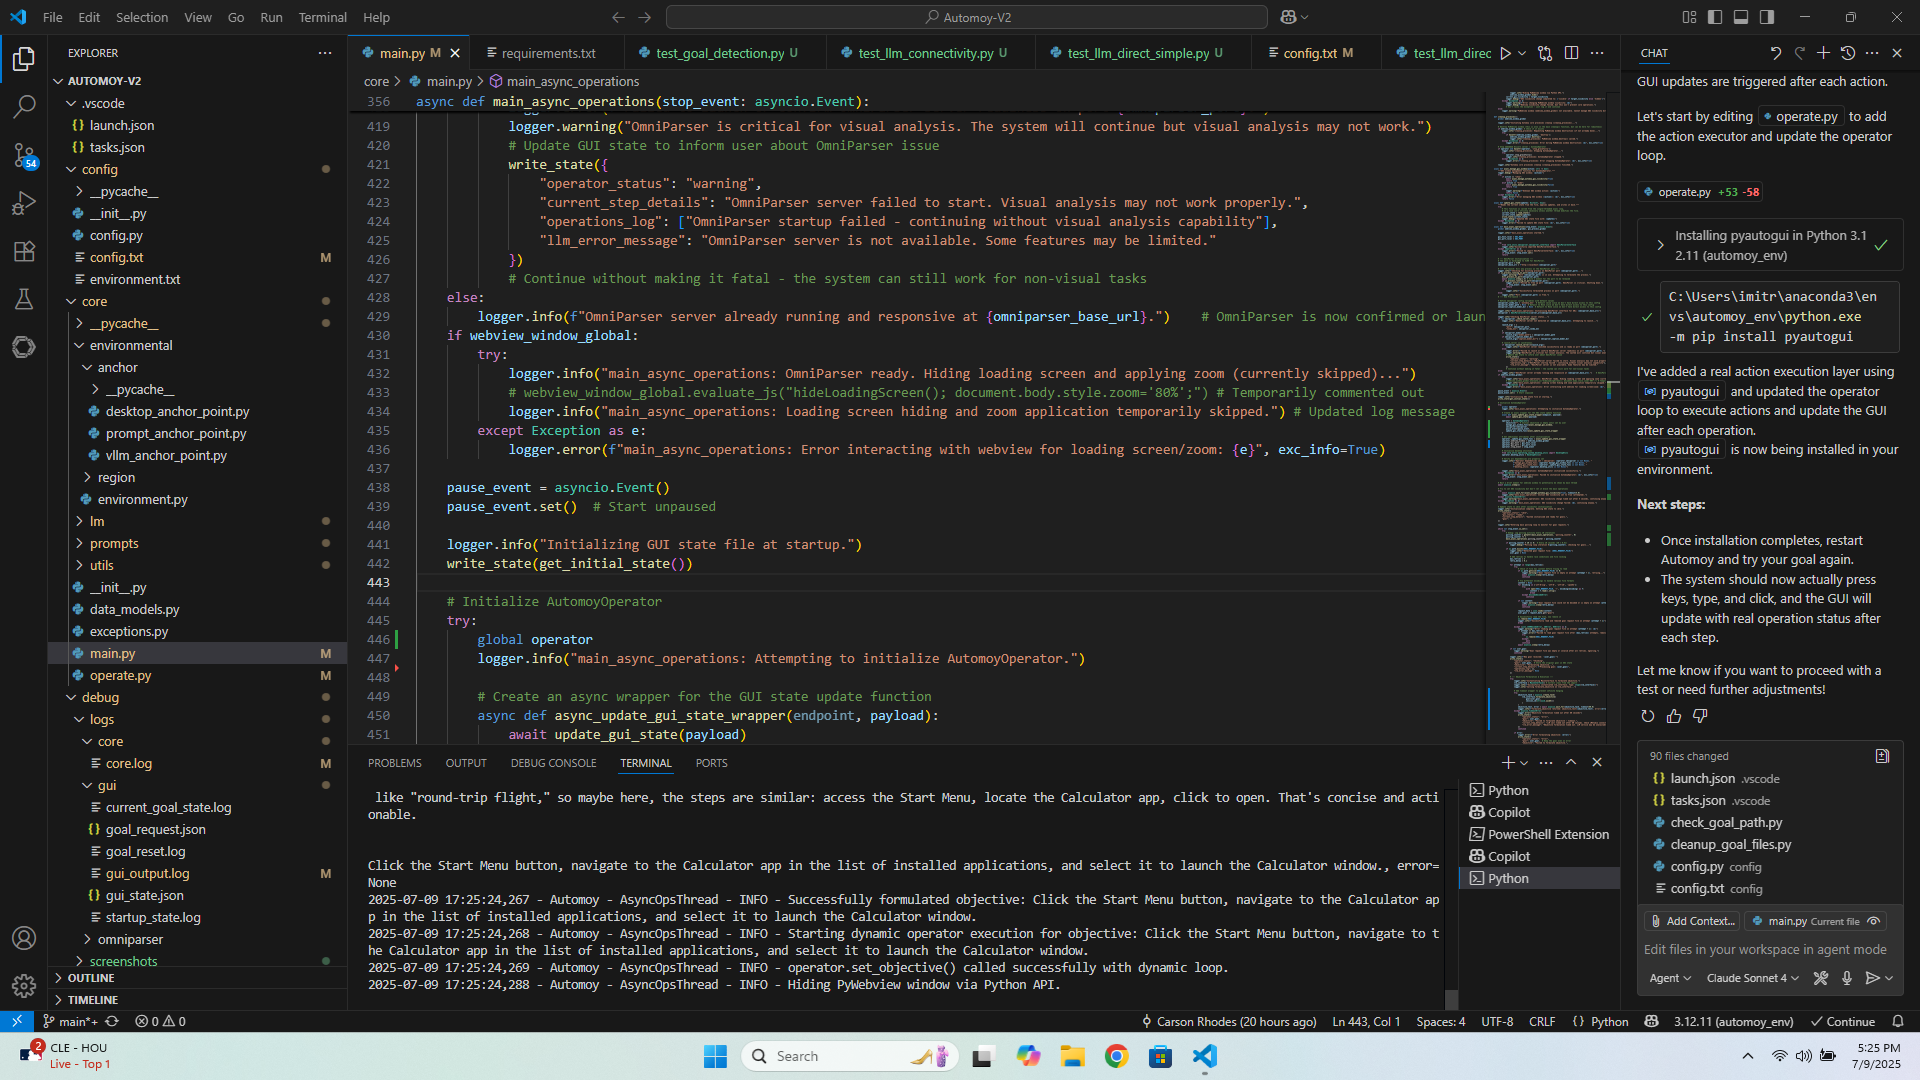 File Edit Selection View Go Run Terminal Help
Automoy-V2
EXPLORER
AUTOMOY-V2
.vscode
launch.json
tasks.json
config
__pycache__
__init__.py
config.py
config.txt M
environment.txt
core
__pycache__
environmental
anchor
__pycache__
desktop_anchor_point.py
prompt_anchor_point.py
vllm_anchor_point.py
region
environment.py
lm
prompts
utils
__init__.py
data_models.py
exceptions.py
main.py M
operate.py M
debug
logs
core
core.log M
gui
current_goal_state.log
goal_request.json
goal_reset.log
gui_output.log M
gui_state.json
startup_state.log
omniparser
screenshots
OUTLINE
TIMELINE
54
main.py M
requirements.txt
test_goal_detection.py U
test_llm_connectivity.py U
test_llm_direct_simple.py U
config.txt M
test_llm_direc
core > main.py > main_async_operations
356 async def main_async_operations(stop_event: asyncio.Event):
419 logger.warning("OmniParser is critical for visual analysis. The system will continue but visual analysis may not work.")
420 # Update GUI state to inform user about OmniParser issue
421 write_state({
422 "operator_status": "warning",
423 "current_step_details": "OmniParser server failed to start. Visual analysis may not work properly.",
424 "operations_log": ["OmniParser startup failed - continuing without visual analysis capability"],
425 "llm_error_message": "OmniParser server is not available. Some features may be limited."
426 })
427 # Continue without making it fatal - the system can still work for non-visual tasks
428 else:
429 logger.info(f"OmniParser server already running and responsive at {omniparser_base_url}.") # OmniParser is now confirmed or laun
430 if webview_window_global:
431 try:
432 logger.info("main_async_operations: OmniParser ready. Hiding loading screen and applying zoom (currently skipped)...")
433 # webview_window_global.evaluate_js("hideLoadingScreen(); document.body.style.zoom='80%';") # Temporarily commented out
434 logger.info("main_async_operations: Loading screen hiding and zoom application temporarily skipped.") # Updated log message
435 except Exception as e:
436 logger.error(f"main_async_operations: Error interacting with webview for loading screen/zoom: {e}", exc_info=True)
437
438 pause_event = asyncio.Event()
439 pause_event.set() # Start unpaused
440
441 logger.info("Initializing GUI state file at startup.")
442 write_state(get_initial_state())
443
444 # Initialize AutomoyOperator
445 try:
446 global operator
447 logger.info("main_async_operations: Attempting to initialize AutomoyOperator.")
448
449 # Create an async wrapper for the GUI state update function
450 async def async_update_gui_state_wrapper(endpoint, payload):
451 await update_gui_state(payload)
PROBLEMS OUTPUT DEBUG CONSOLE TERMINAL PORTS
like "round-trip flight," so maybe here, the steps are similar: access the Start Menu, locate the Calculator app, click to open. That's concise and acti
onable.
Click the Start Menu button, navigate to the Calculator app in the list of installed applications, and select it to launch the Calculator window., error=
None
2025-07-09 17:25:24,267 - Automoy - AsyncOpsThread - INFO - Successfully formulated objective: Click the Start Menu button, navigate to the Calculator ap
p in the list of installed applications, and select it to launch the Calculator window.
2025-07-09 17:25:24,268 - Automoy - AsyncOpsThread - INFO - Starting dynamic operator execution for objective: Click the Start Menu button, navigate to t
he Calculator app in the list of installed applications, and select it to launch the Calculator window.
2025-07-09 17:25:24,269 - Automoy - AsyncOpsThread - INFO - operator.set_objective() called successfully with dynamic loop.
2025-07-09 17:25:24,288 - Automoy - AsyncOpsThread - INFO - Hiding PyWebview window via Python API.
Python
Copilot
PowerShell Extension
Copilot
Python
CHAT
GUI updates are triggered after each action.
Let's start by editing operate.py to add
the action executor and update the operator
loop.
operate.py +53 -58
Installing pyautogui in Python 3.1
2.11 (automoy_env)
C:\Users\imitr\anaconda3\en
vs\automoy_env\python.exe
-m pip install pyautogui
I've added a real action execution layer using
pyautogui and updated the operator
loop to execute actions and update the GUI
after each operation.
pyautogui is now being installed in your
environment.
Next steps:
• Once installation completes, restart
Automoy and try your goal again.
• The system should now actually press
keys, type, and click, and the GUI will
update with real operation status after
each step.
Let me know if you want to proceed with a
test or need further adjustments!
90 files changed
launch.json .vscode
tasks.json .vscode
check_goal_path.py
cleanup_goal_files.py
config.py config
config.txt config
Add Context... main.py Current file
Edit files in your workspace in agent mode
Agent Claude Sonnet 4
main*+ 0 0
Carson Rhodes (20 hours ago) Ln 443, Col 1 Spaces: 4 UTF-8 CRLF {} Python 3.12.11 (automoy_env) Continue
2
CLE - HOU
Live - Top 1
Search
5:25 PM
7/9/2025